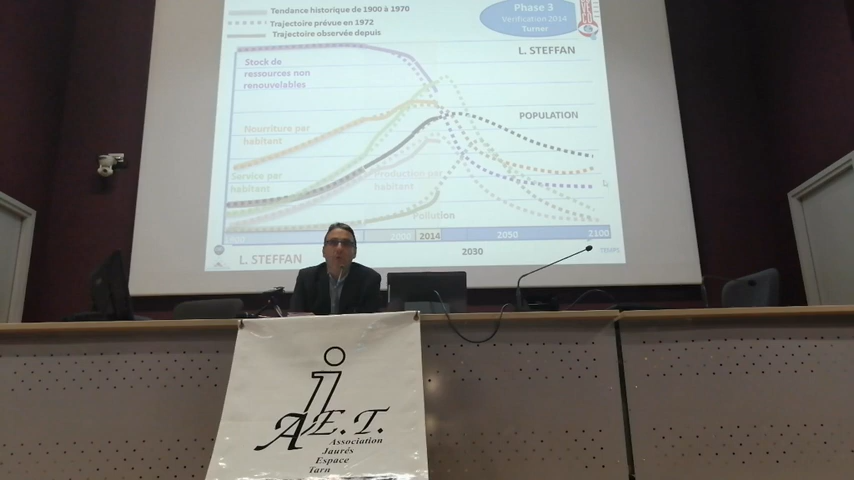 Tendance historique de 1900 à 1970
Trajectoire prévue en 1972
Trajectoire observée depuis
Phase 3
Vérification 2014
Turner
L. STEFFAN
Stock de
ressources non
renouvelables
POPULATION
Nourriture par
habitant
Service par
habitant
Production par
habitant
Pollution
2000
2014
2050
2100
2030
TEMPS
L. STEFFAN
A.E.T.
Association
Jaurés
Espace
Tarn